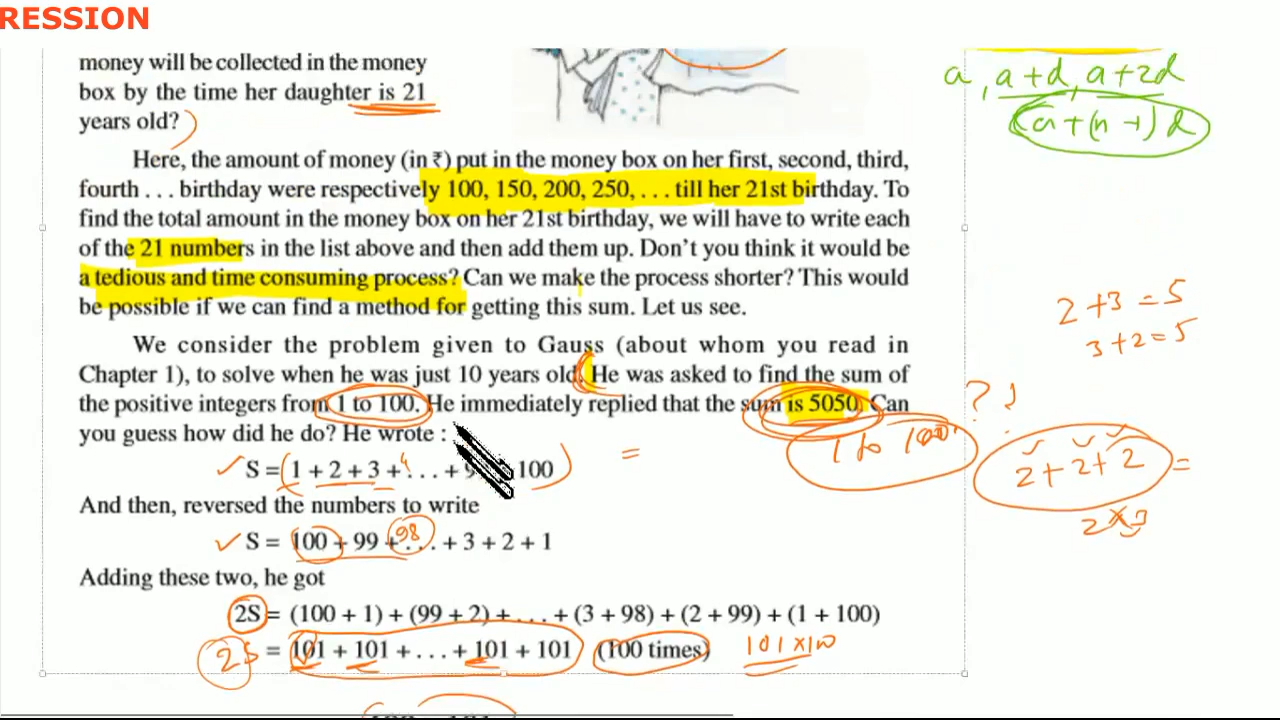 RESSION
money will be collected in the money
box by the time her daughter is 21
years old?
a, a+d, a+2d
a+(n-1)d
Here, the amount of money (in ₹) put in the money box on her first, second, third,
fourth . . . birthday were respectively 100, 150, 200, 250, . . . till her 21st birthday. To
find the total amount in the money box on her 21st birthday, we will have to write each
of the 21 numbers in the list above and then add them up. Don't you think it would be
a tedious and time consuming process? Can we make the process shorter? This would
be possible if we can find a method for getting this sum. Let us see.
2+3=5
3+2=5
We consider the problem given to Gauss (about whom you read in
Chapter 1), to solve when he was just 10 years old. He was asked to find the sum of
the positive integers from 1 to 100. He immediately replied that the sum is 5050. Can
you guess how did he do? He wrote :
? !
1 to 100.
=
2+2+2 =
2×3
S = (1 + 2 + 3 + 4 . . . + 100)
And then, reversed the numbers to write
S = 100 + 99 + 98 . . . + 3 + 2 + 1
Adding these two, he got
2S = (100 + 1) + (99 + 2) + . . . + (3 + 98) + (2 + 99) + (1 + 100)
2S = 101 + 101 + . . . + 101 + 101 (100 times) 101×100